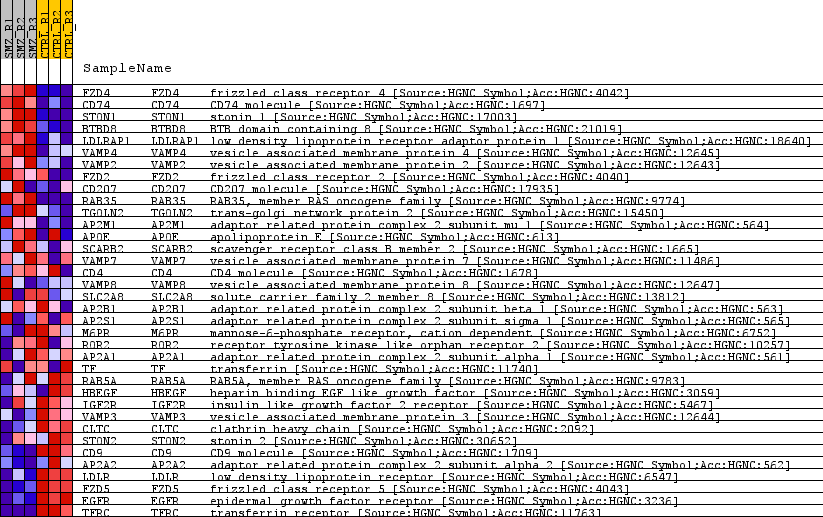 SMZ_R1 SMZ_R2 SMZ_R3 CTRL_R1 CTRL_R2 CTRL_R3
SampleName
FZD4 FZD4 frizzled class receptor 4 [Source:HGNC Symbol;Acc:HGNC:4042]
CD74 CD74 CD74 molecule [Source:HGNC Symbol;Acc:HGNC:1697]
STON1 STON1 stonin 1 [Source:HGNC Symbol;Acc:HGNC:17003]
BTBD8 BTBD8 BTB domain containing 8 [Source:HGNC Symbol;Acc:HGNC:21019]
LDLRAP1 LDLRAP1 low density lipoprotein receptor adaptor protein 1 [Source:HGNC Symbol;Acc:HGNC:18640]
VAMP4 VAMP4 vesicle associated membrane protein 4 [Source:HGNC Symbol;Acc:HGNC:12645]
VAMP2 VAMP2 vesicle associated membrane protein 2 [Source:HGNC Symbol;Acc:HGNC:12643]
FZD2 FZD2 frizzled class receptor 2 [Source:HGNC Symbol;Acc:HGNC:4040]
CD207 CD207 CD207 molecule [Source:HGNC Symbol;Acc:HGNC:17935]
RAB35 RAB35 RAB35, member RAS oncogene family [Source:HGNC Symbol;Acc:HGNC:9774]
TGOLN2 TGOLN2 trans-golgi network protein 2 [Source:HGNC Symbol;Acc:HGNC:15450]
AP2M1 AP2M1 adaptor related protein complex 2 subunit mu 1 [Source:HGNC Symbol;Acc:HGNC:564]
APOE APOE apolipoprotein E [Source:HGNC Symbol;Acc:HGNC:613]
SCARB2 SCARB2 scavenger receptor class B member 2 [Source:HGNC Symbol;Acc:HGNC:1665]
VAMP7 VAMP7 vesicle associated membrane protein 7 [Source:HGNC Symbol;Acc:HGNC:11486]
CD4 CD4 CD4 molecule [Source:HGNC Symbol;Acc:HGNC:1678]
VAMP8 VAMP8 vesicle associated membrane protein 8 [Source:HGNC Symbol;Acc:HGNC:12647]
SLC2A8 SLC2A8 solute carrier family 2 member 8 [Source:HGNC Symbol;Acc:HGNC:13812]
AP2B1 AP2B1 adaptor related protein complex 2 subunit beta 1 [Source:HGNC Symbol;Acc:HGNC:563]
AP2S1 AP2S1 adaptor related protein complex 2 subunit sigma 1 [Source:HGNC Symbol;Acc:HGNC:565]
M6PR M6PR mannose-6-phosphate receptor, cation dependent [Source:HGNC Symbol;Acc:HGNC:6752]
ROR2 ROR2 receptor tyrosine kinase like orphan receptor 2 [Source:HGNC Symbol;Acc:HGNC:10257]
AP2A1 AP2A1 adaptor related protein complex 2 subunit alpha 1 [Source:HGNC Symbol;Acc:HGNC:561]
TF TF transferrin [Source:HGNC Symbol;Acc:HGNC:11740]
RAB5A RAB5A RAB5A, member RAS oncogene family [Source:HGNC Symbol;Acc:HGNC:9783]
HBEGF HBEGF heparin binding EGF like growth factor [Source:HGNC Symbol;Acc:HGNC:3059]
IGF2R IGF2R insulin like growth factor 2 receptor [Source:HGNC Symbol;Acc:HGNC:5467]
VAMP3 VAMP3 vesicle associated membrane protein 3 [Source:HGNC Symbol;Acc:HGNC:12644]
CLTC CLTC clathrin heavy chain [Source:HGNC Symbol;Acc:HGNC:2092]
STON2 STON2 stonin 2 [Source:HGNC Symbol;Acc:HGNC:30652]
CD9 CD9 CD9 molecule [Source:HGNC Symbol;Acc:HGNC:1709]
AP2A2 AP2A2 adaptor related protein complex 2 subunit alpha 2 [Source:HGNC Symbol;Acc:HGNC:562]
LDLR LDLR low density lipoprotein receptor [Source:HGNC Symbol;Acc:HGNC:6547]
FZD5 FZD5 frizzled class receptor 5 [Source:HGNC Symbol;Acc:HGNC:4043]
EGFR EGFR epidermal growth factor receptor [Source:HGNC Symbol;Acc:HGNC:3236]
TFRC TFRC transferrin receptor [Source:HGNC Symbol;Acc:HGNC:11763]